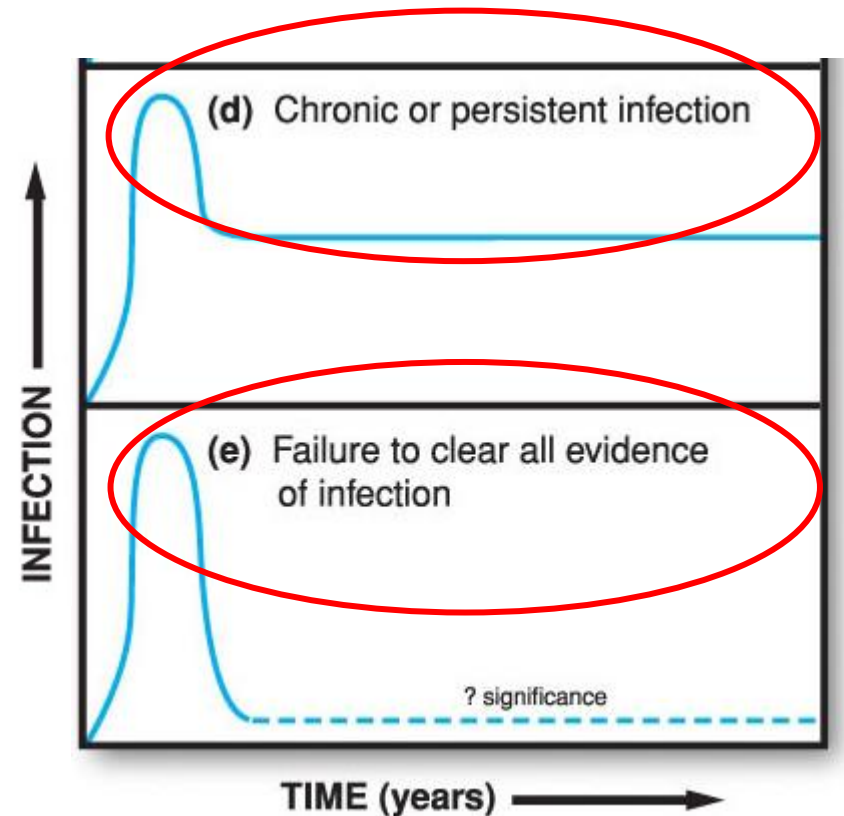 (d) Chronic or persistent infection
INFECTION
(e) Failure to clear all evidence
of infection
? significance
TIME (years)